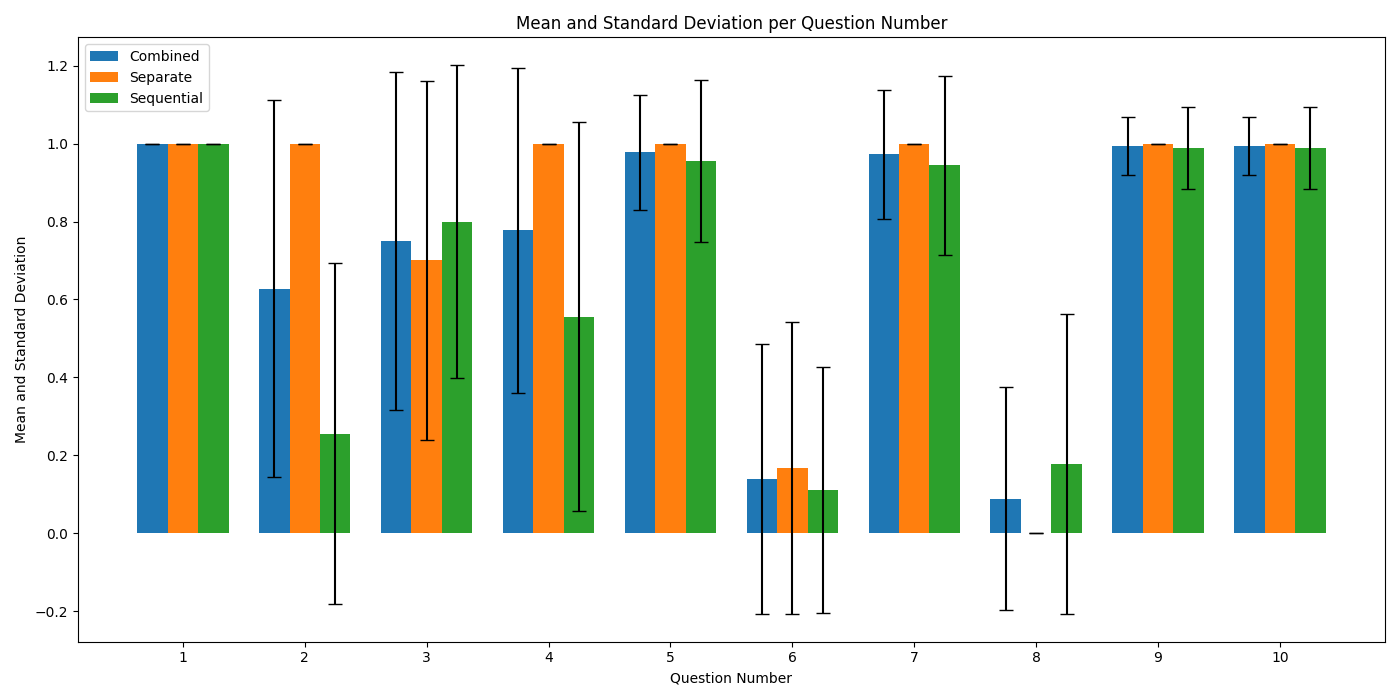 Mean and Standard Deviation per Question Number
Combined
Separate
Sequential
Mean and Standard Deviation
1.2
1.0
0.8
0.6
0.4
0.2
0.0
−0.2
1 2 3 4 5 6 7 8 9 10
Question Number